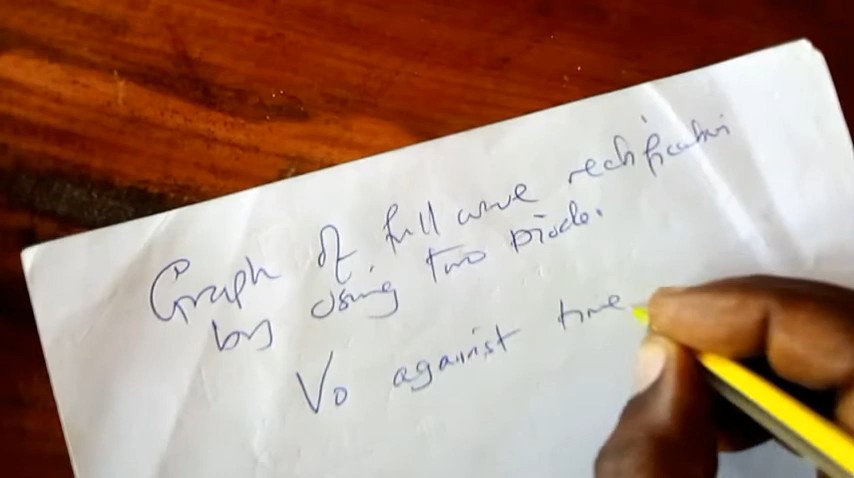 Graph of full wave rectification
by using two Diode.
Vo against time